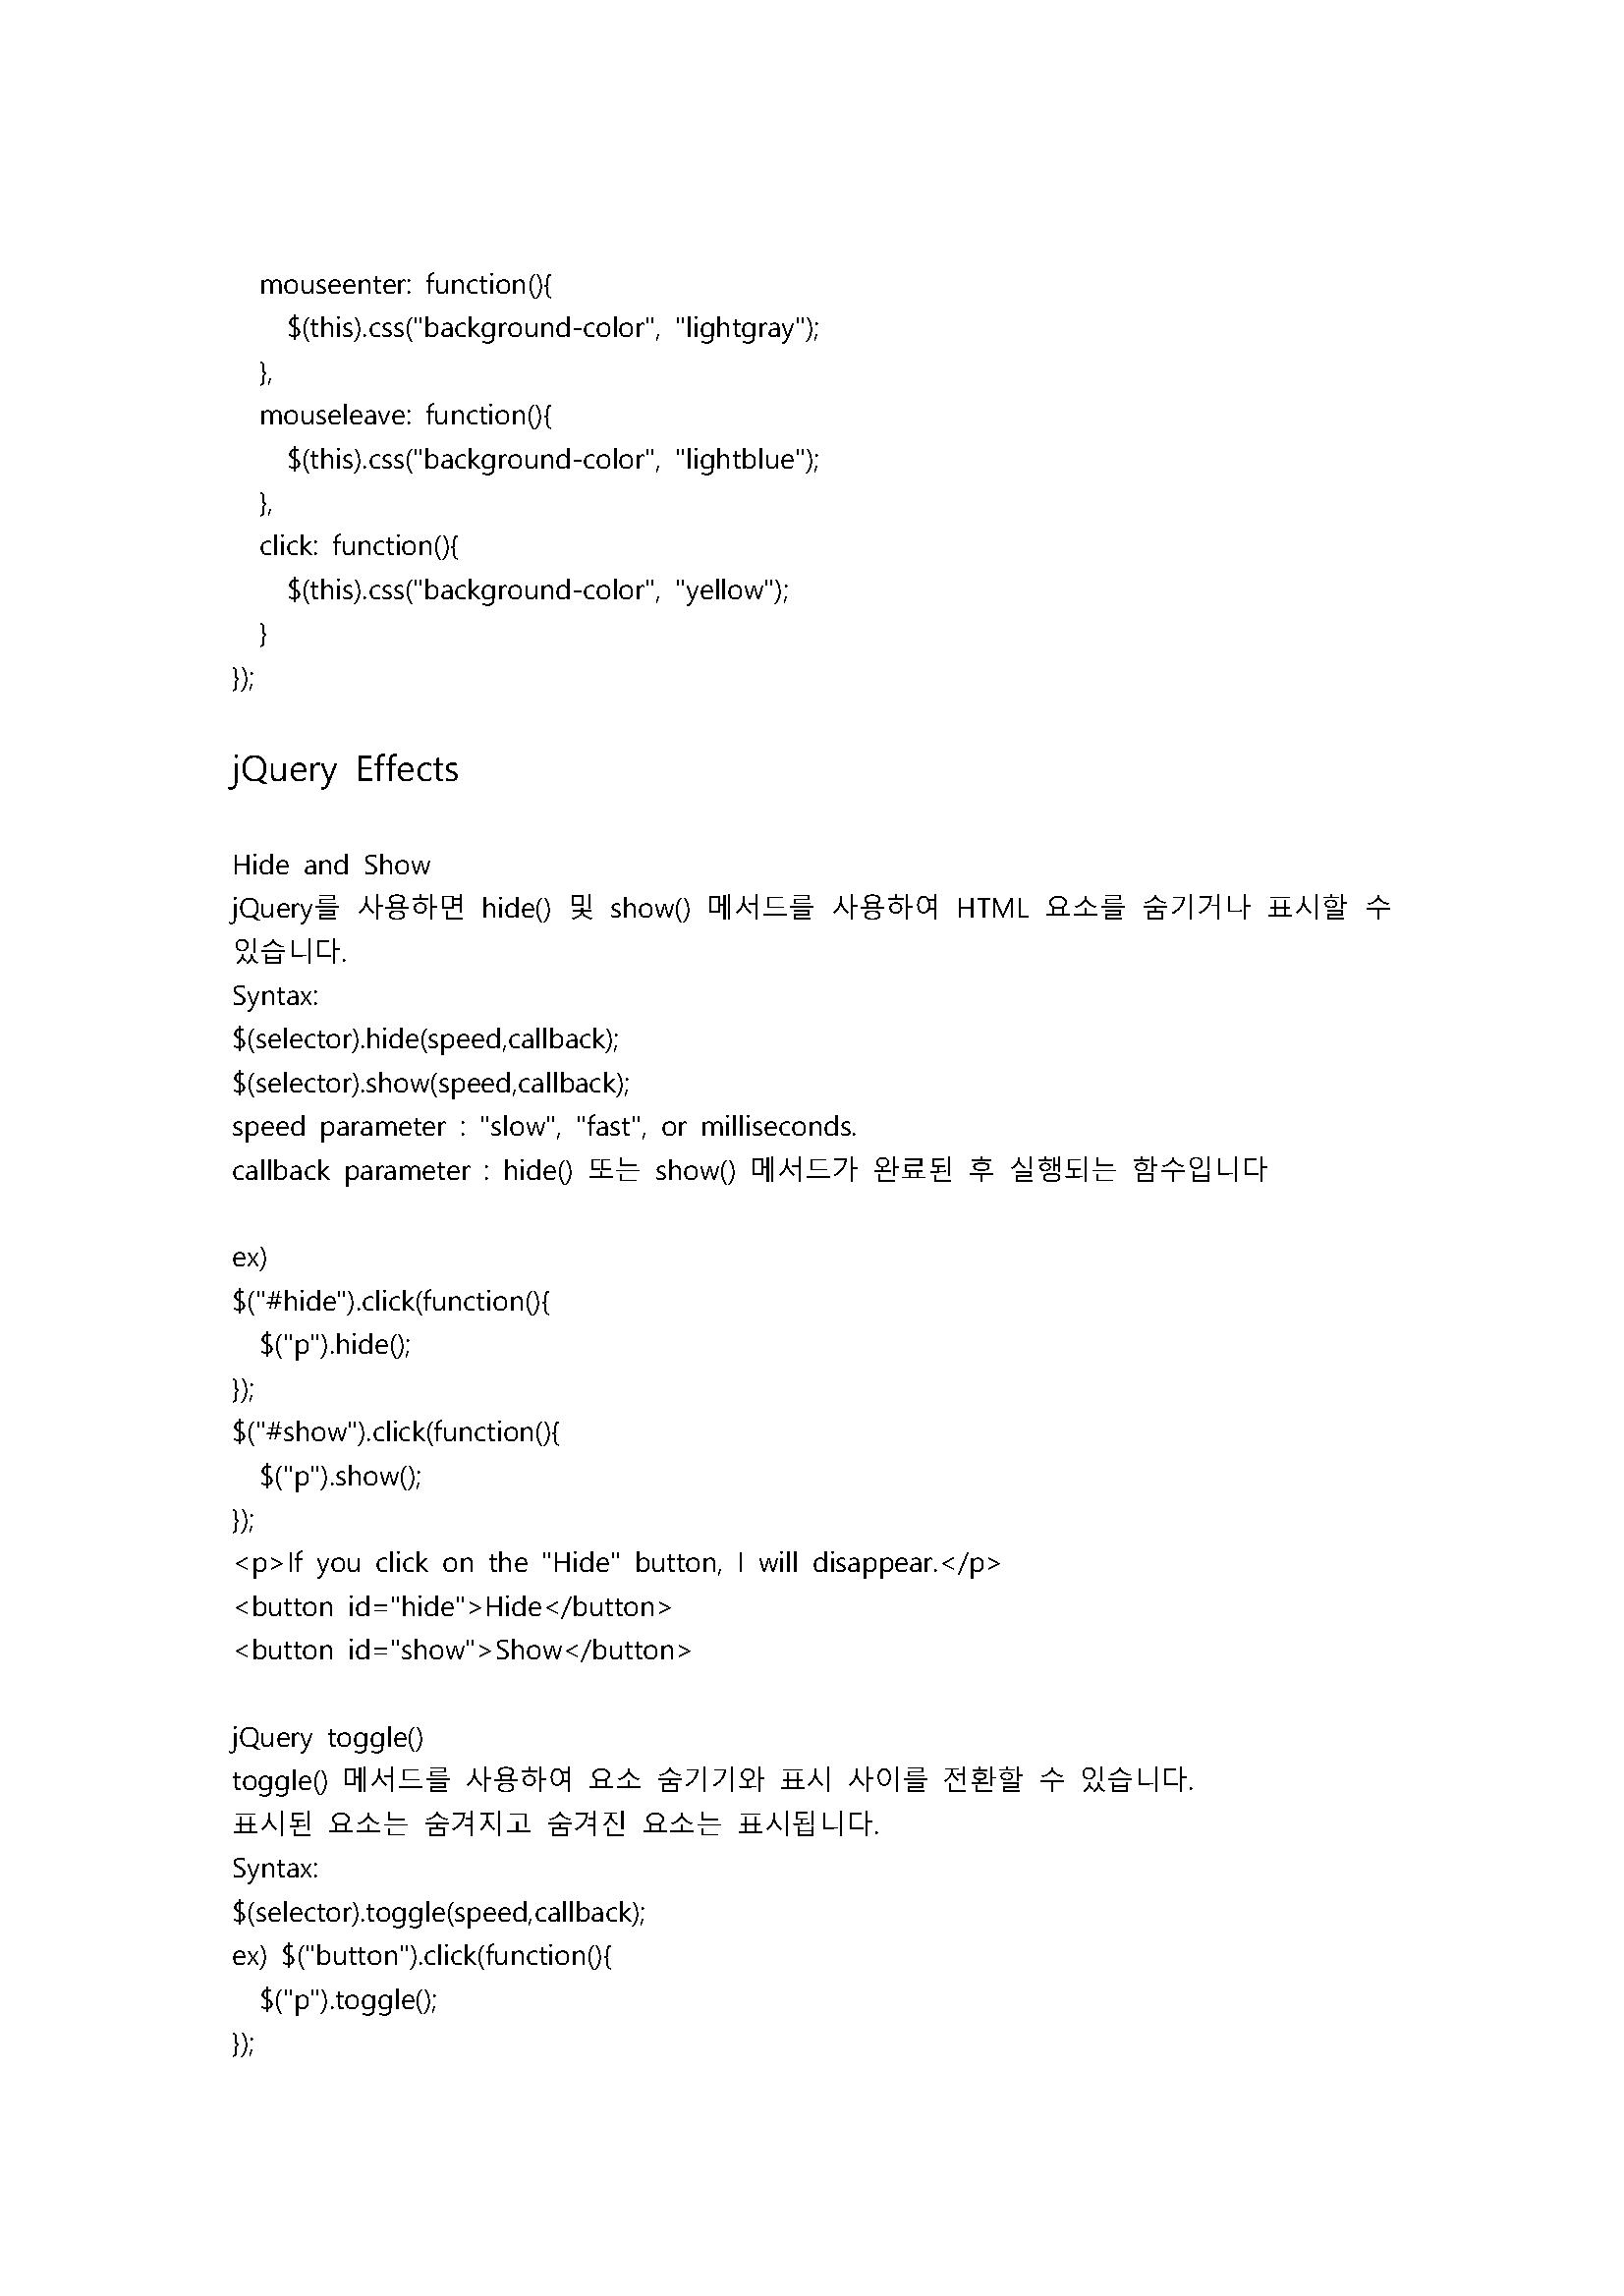 mouseenter: function(){
$(this).css("background-color", "lightgray");
},
mouseleave: function(){
$(this).css("background-color", "lightblue");
},
click: function(){
$(this).css("background-color", "yellow");
}
});
jQuery Effects
Hide and Show
jQuery를 사용하면 hide() 및 show() 메서드를 사용하여 HTML 요소를 숨기거나 표시할 수
있습니다.
Syntax:
$(selector).hide(speed,callback);
$(selector).show(speed,callback);
speed parameter : "slow", "fast", or milliseconds.
callback parameter : hide() 또는 show() 메서드가 완료된 후 실행되는 함수입니다
ex)
$("#hide").click(function(){
$("p").hide();
});
$("#show").click(function(){
$("p").show();
});
<p>If you click on the "Hide" button, I will disappear.</p>
<button id="hide">Hide</button>
<button id="show">Show</button>
jQuery toggle()
toggle() 메서드를 사용하여 요소 숨기기와 표시 사이를 전환할 수 있습니다.
표시된 요소는 숨겨지고 숨겨진 요소는 표시됩니다.
Syntax:
$(selector).toggle(speed,callback);
ex) $("button").click(function(){
$("p").toggle();
});